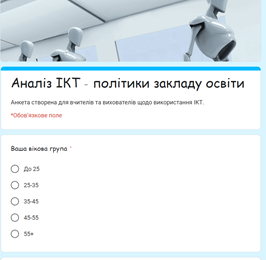 Аналіз ІКТ - політики закладу освіти
Анкета створена для вчителів та вихователів щодо використання ІКТ.
*Обов'язкове поле
Ваша вікова група *
До 25
25-35
35-45
45-55
55+